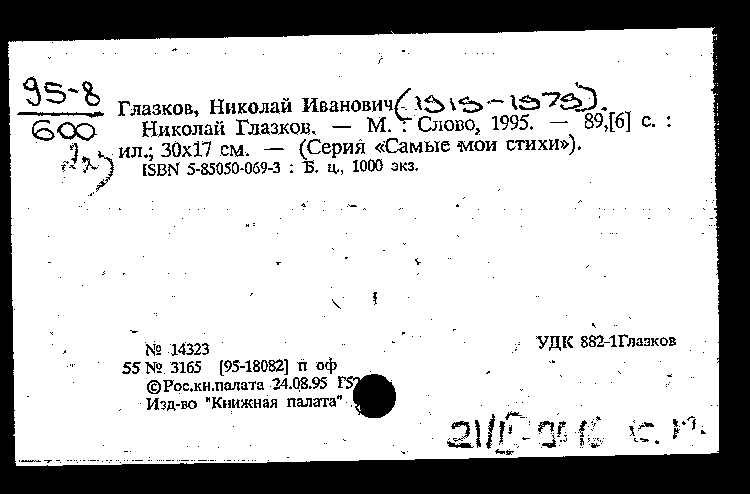 95-8
600
Глазков, Николай Иванович (1919-1979).
Николай Глазков. — М. : Слово, 1995. — 89,[6] с. :
ил.; 30х17 см. — (Серия «Самые мои стихи»).
ISBN 5-85050-069-3 : Б. ц., 1000 экз.
№ 14323
УДК 882-1Глазков
55 № 3165 [95-18082] п оф
©Рос.кн.палата 24.08.95
Изд-во "Книжная палата"